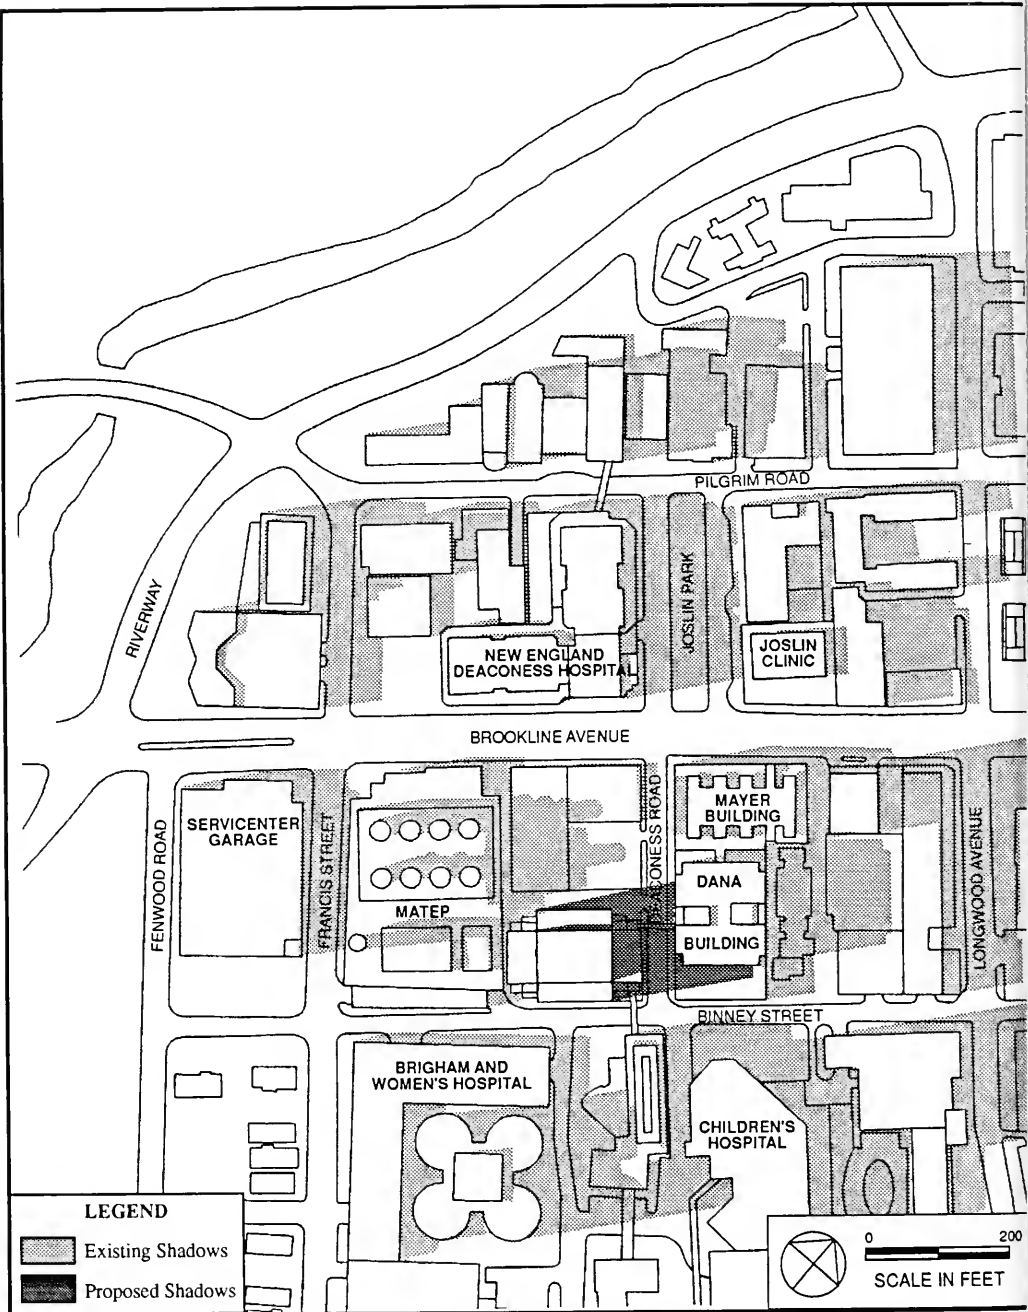 PILGRIM ROAD
RIVERWAY
JOSLIN PARK
NEW ENGLAND
DEACONESS HOSPITAL
JOSLIN
CLINIC
BROOKLINE AVENUE
FENWOOD ROAD
SERVICENTER
GARAGE
FRANCIS STREET
MATEP
DEACONESS ROAD
MAYER
BUILDING
DANA
BUILDING
LONGWOOD AVENUE
BINNEY STREET
BRIGHAM AND
WOMEN'S HOSPITAL
CHILDREN'S
HOSPITAL
LEGEND
Existing Shadows
Proposed Shadows
0 200
SCALE IN FEET